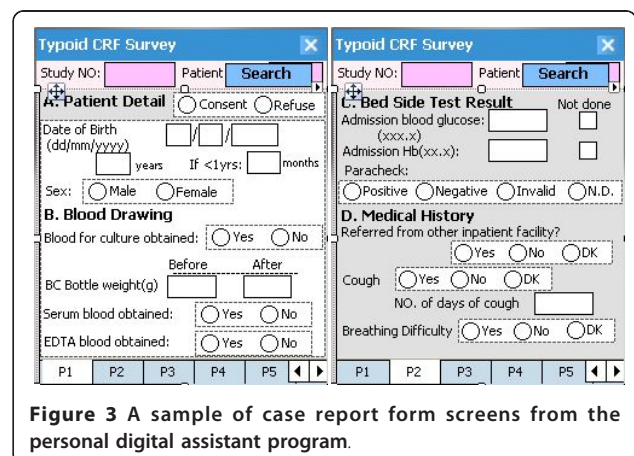 Typoid CRF Survey
Study NO: Patient Search
A. Patient Detail Consent Refuse
Date of Birth
(dd/mm/yyyy) / /
years If <1yrs: months
Sex: Male Female
B. Blood Drawing
Blood for culture obtained: Yes No
Before After
BC Bottle weight(g)
Serum blood obtained: Yes No
EDTA blood obtained: Yes No
P1 P2 P3 P4 P5
Typoid CRF Survey
Study NO: Patient Search
C. Bed Side Test Result Not done
Admission blood glucose:
(xxx.x)
Admission Hb(xx.x):
Paracheck:
Positive Negative Invalid N.D.
D. Medical History
Referred from other inpatient facility?
Yes No DK
Cough Yes No DK
NO. of days of cough
Breathing Difficulty Yes No DK
P1 P2 P3 P4 P5
Figure 3 A sample of case report form screens from the
personal digital assistant program.